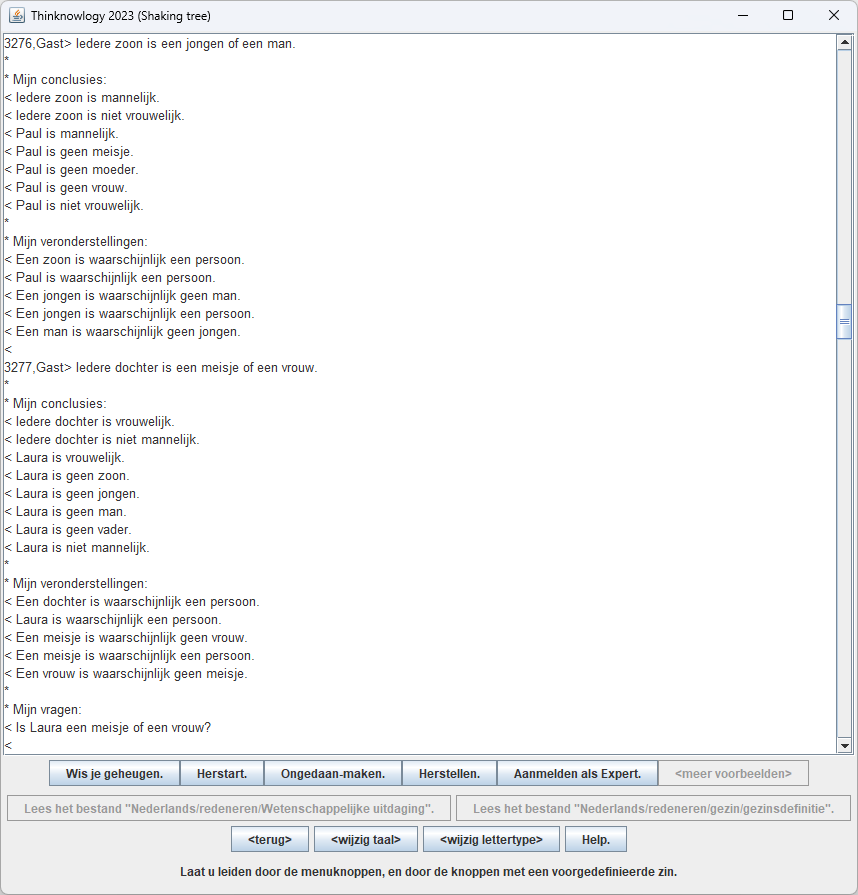 Thinknowlogy 2023 (Shaking tree)
3276,Gast> Iedere zoon is een jongen of een man.
*
* Mijn conclusies:
< Iedere zoon is mannelijk.
< Iedere zoon is niet vrouwelijk.
< Paul is mannelijk.
< Paul is geen meisje.
< Paul is geen moeder.
< Paul is geen vrouw.
< Paul is niet vrouwelijk.
*
* Mijn veronderstellingen:
< Een zoon is waarschijnlijk een persoon.
< Paul is waarschijnlijk een persoon.
< Een jongen is waarschijnlijk geen man.
< Een jongen is waarschijnlijk een persoon.
< Een man is waarschijnlijk geen jongen.
<
3277,Gast> Iedere dochter is een meisje of een vrouw.
*
* Mijn conclusies:
< Iedere dochter is vrouwelijk.
< Iedere dochter is niet mannelijk.
< Laura is vrouwelijk.
< Laura is geen zoon.
< Laura is geen jongen.
< Laura is geen man.
< Laura is geen vader.
< Laura is niet mannelijk.
*
* Mijn veronderstellingen:
< Een dochter is waarschijnlijk een persoon.
< Laura is waarschijnlijk een persoon.
< Een meisje is waarschijnlijk geen vrouw.
< Een meisje is waarschijnlijk een persoon.
< Een vrouw is waarschijnlijk geen meisje.
*
* Mijn vragen:
< Is Laura een meisje of een vrouw?
<
Wis je geheugen. Herstart. Ongedaan-maken. Herstellen. Aanmelden als Expert. <meer voorbeelden>
Lees het bestand "Nederlands/redeneren/Wetenschappelijke uitdaging". Lees het bestand "Nederlands/redeneren/gezin/gezinsdefinitie".
<terug> <wijzig taal> <wijzig lettertype> Help.
Laat u leiden door de menuknoppen, en door de knoppen met een voorgedefinieerde zin.